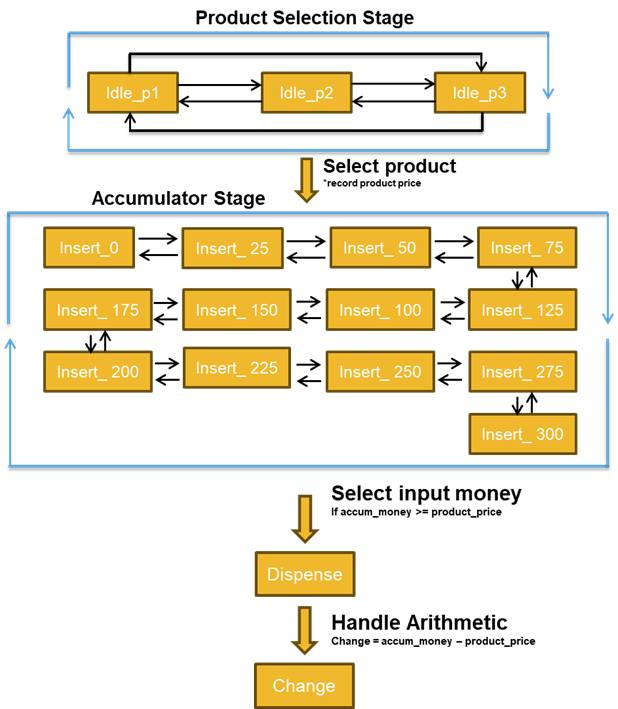 Product Selection Stage
Idle_p1 Idle_p2 Idle_p3
Select product
*record product price
Accumulator Stage
Insert_0 Insert_ 25 Insert_ 50 Insert_ 75
Insert_ 175 Insert_ 150 Insert_ 100 Insert_ 125
Insert_ 200 Insert_ 225 Insert_ 250 Insert_ 275
Insert_ 300
Select input money
If accum_money >= product_price
Dispense
Handle Arithmetic
Change = accum_money – product_price
Change